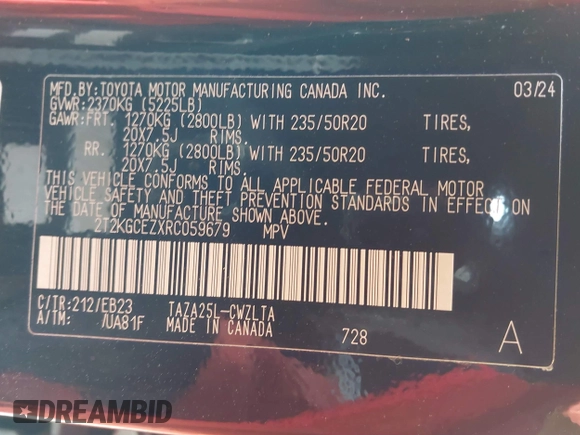 MFD.BY:TOYOTA MOTOR MANUFACTURING CANADA INC. 03/24
GVWR:2370KG (5225LB)
GAWR:FRT. 1270KG (2800LB) WITH 235/50R20 TIRES,
20X7.5J RIMS.
RR. 1270KG (2800LB) WITH 235/50R20 TIRES,
20X7.5J RIMS.
THIS VEHICLE CONFORMS TO ALL APPLICABLE FEDERAL MOTOR
VEHICLE SAFETY AND THEFT PREVENTION STANDARDS IN EFFECT ON
THE DATE OF MANUFACTURE SHOWN ABOVE.
2T2KGCEZXRC059679 MPV
C/TR:212/EB23 TAZA25L-CWZLTA
A/TM: /UA81F MADE IN CANADA 728 A
DREAMBID